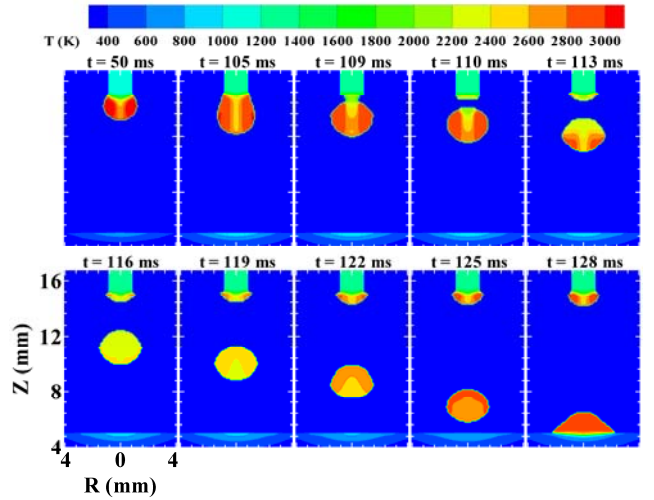 T (K) 400 600 800 1000 1200 1400 1600 1800 2000 2200 2400 2600 2800 3000
t = 50 ms t = 105 ms t = 109 ms t = 110 ms t = 113 ms
t = 116 ms t = 119 ms t = 122 ms t = 125 ms t = 128 ms
16
12
Z (mm)
8
4
4 0 4
R (mm)